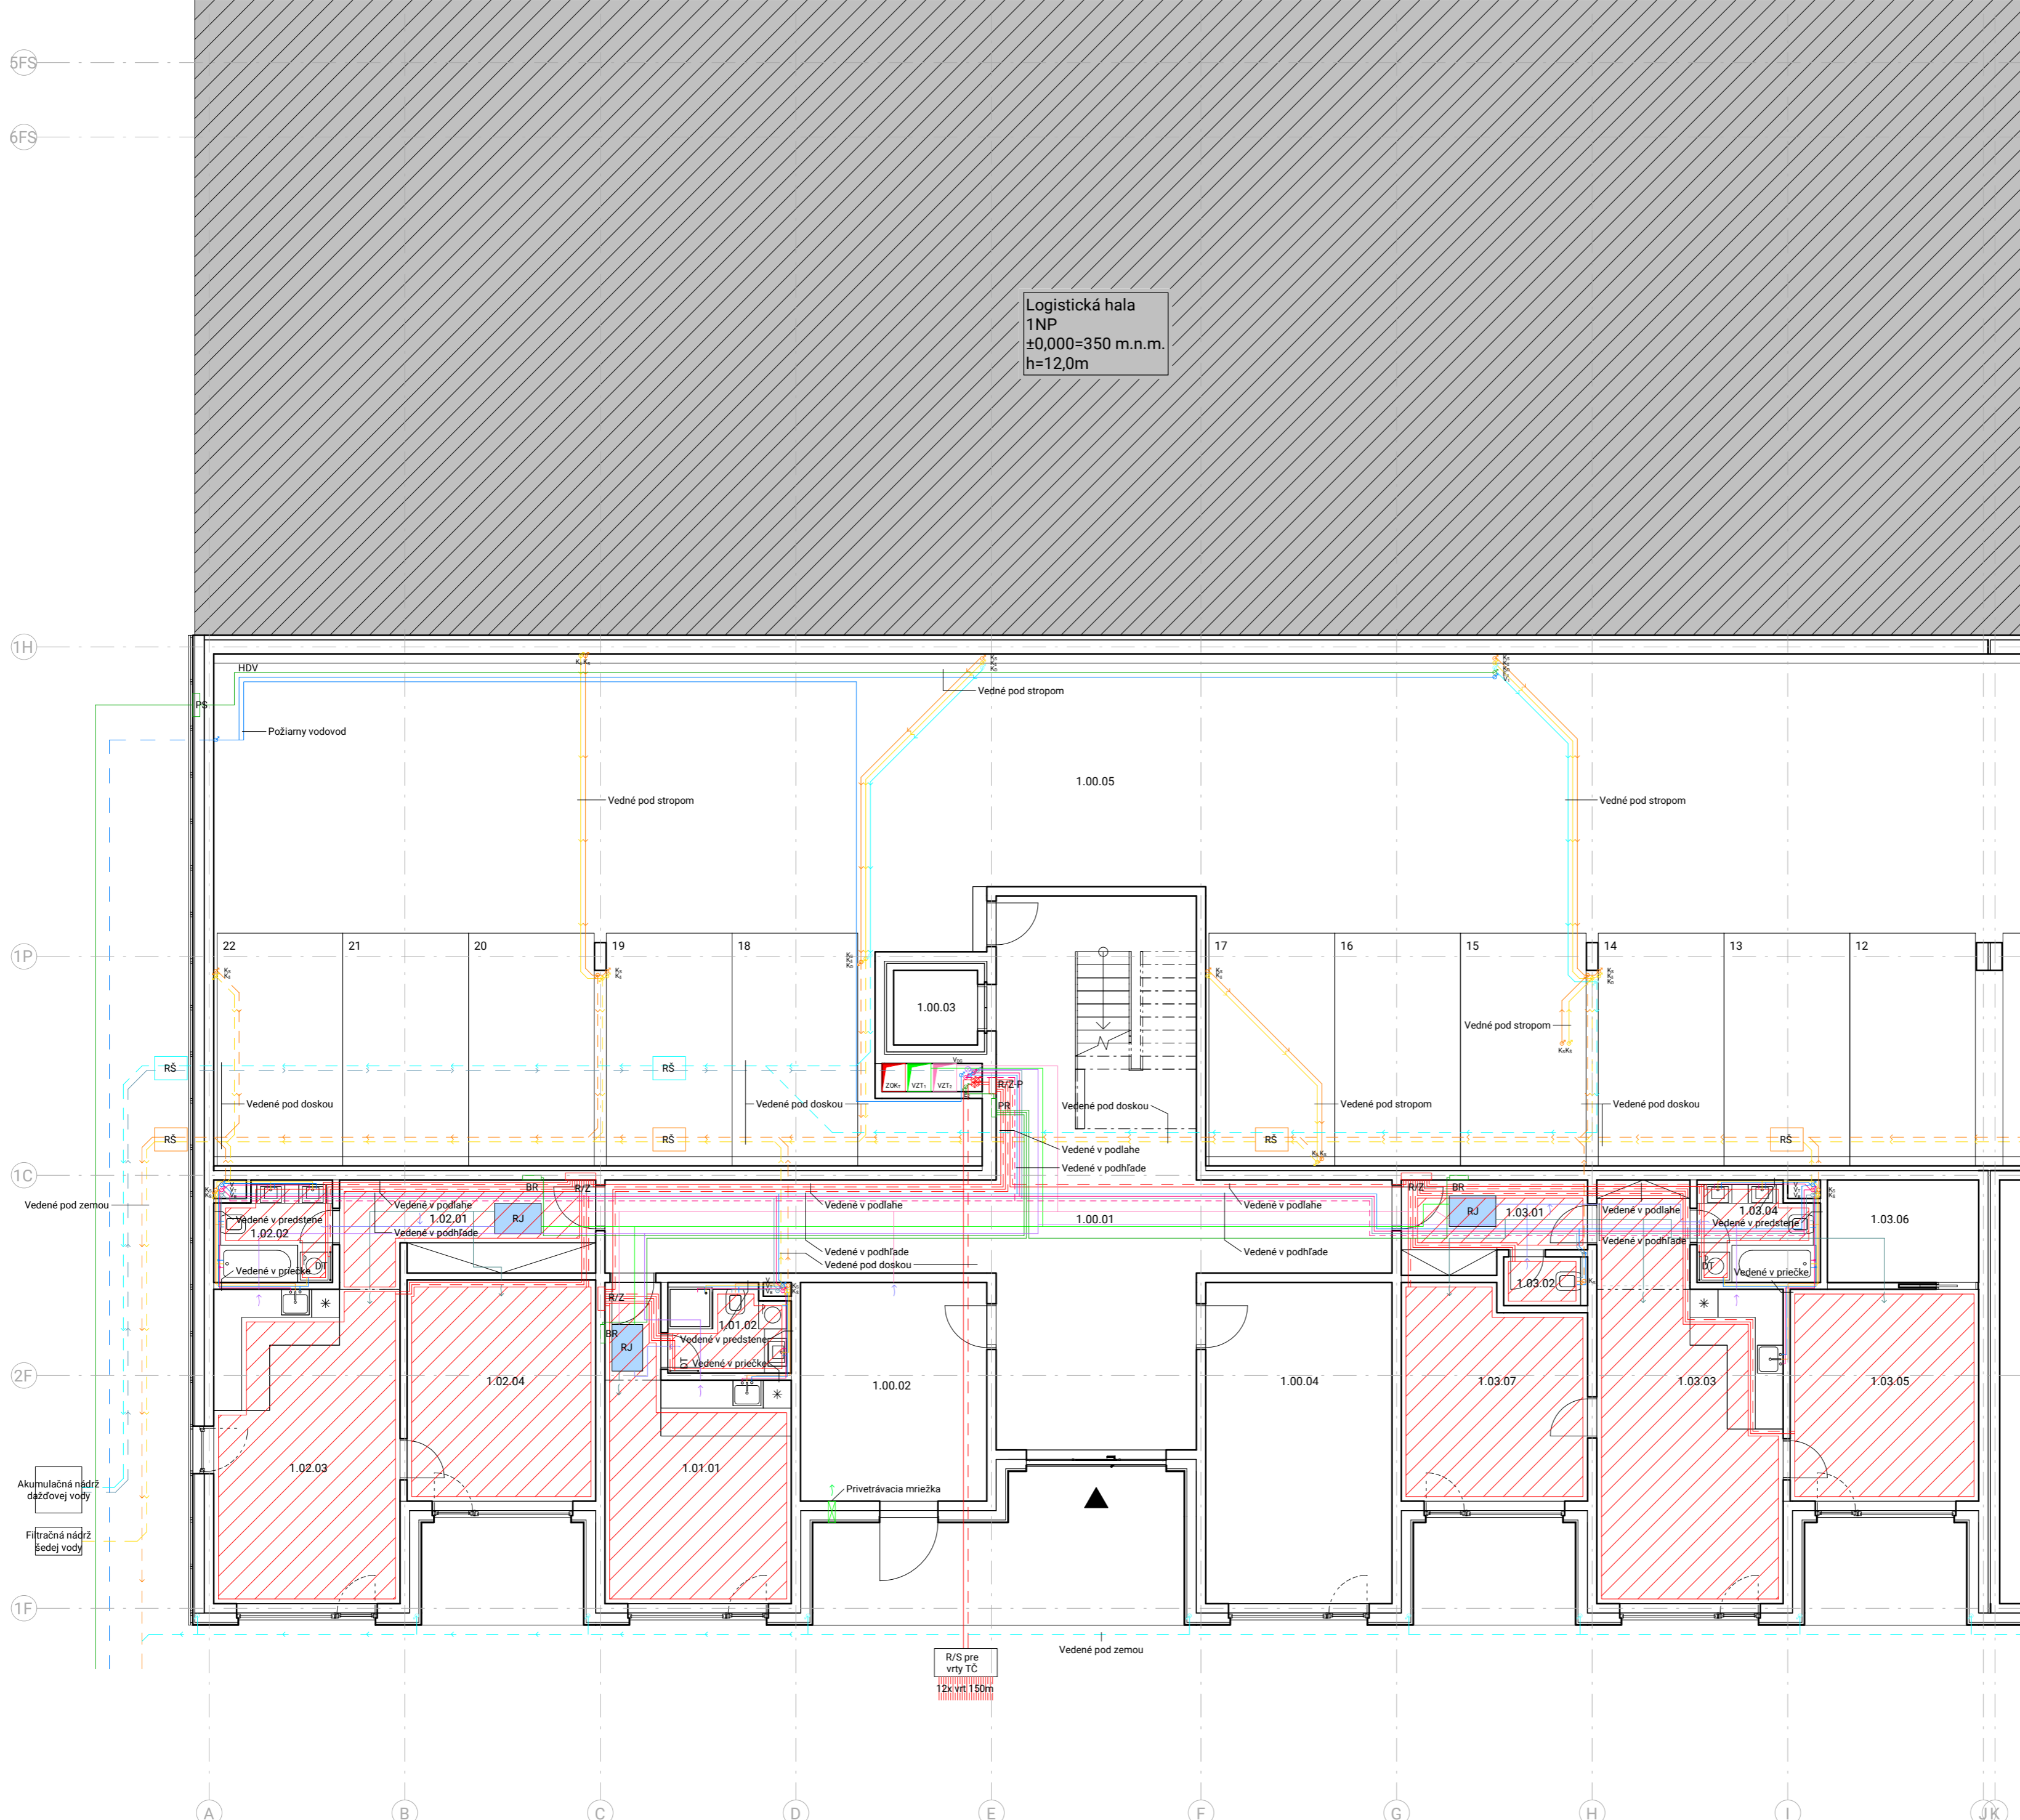 5FS
6FS
Logistická hala
1NP
±0,000=350 m.n.m.
h=12,0m
1H
HDV
PS
Vedné pod stropom
Požiarny vodovod
1.00.05
Vedné pod stropom
Vedné pod stropom
1P
22
21
20
19
18
17
16
15
14
13
12
1.00.03
Vedné pod stropom
RŠ
RŠ
ZOK₁
VZT₁
VZT₂
R/Z-P
PR
Vedené pod doskou
Vedené pod doskou
Vedené pod doskou
Vedné pod stropom
Vedené pod doskou
RŠ
RŠ
RŠ
RŠ
Vedené v podlahe
Vedené v podhľade
1C
Vedené pod zemou
BR
R/Z
R/Z
BR
Vedené v podlahe
Vedené v podlahe
Vedené v podlahe
Vedené v podlahe
1.02.01
RJ
1.00.01
RJ
1.03.01
1.03.04
1.03.06
Vedené v predstene
Vedené v predstene
1.02.02
Vedené v podhľade
Vedené v podhľade
Vedené v podhľade
Vedené v podhľade
Vedené pod doskou
DT
DT
Vedené v priečke
Vedené v priečke
1.03.02
R/Z
BR
RJ
1.01.02
Vedené v predstene
Vedené v priečke
DT
2F
1.02.04
1.00.02
1.00.04
1.03.07
1.03.03
1.03.05
1.02.03
1.01.01
Akumulačná nádrž
dažďovej vody
Privetrávacia mriežka
Filtračná nádrž
šedej vody
1F
Vedené pod zemou
R/S pre
vrty TČ
12x vrt 150m
A
B
C
D
E
F
G
H
I
J
K